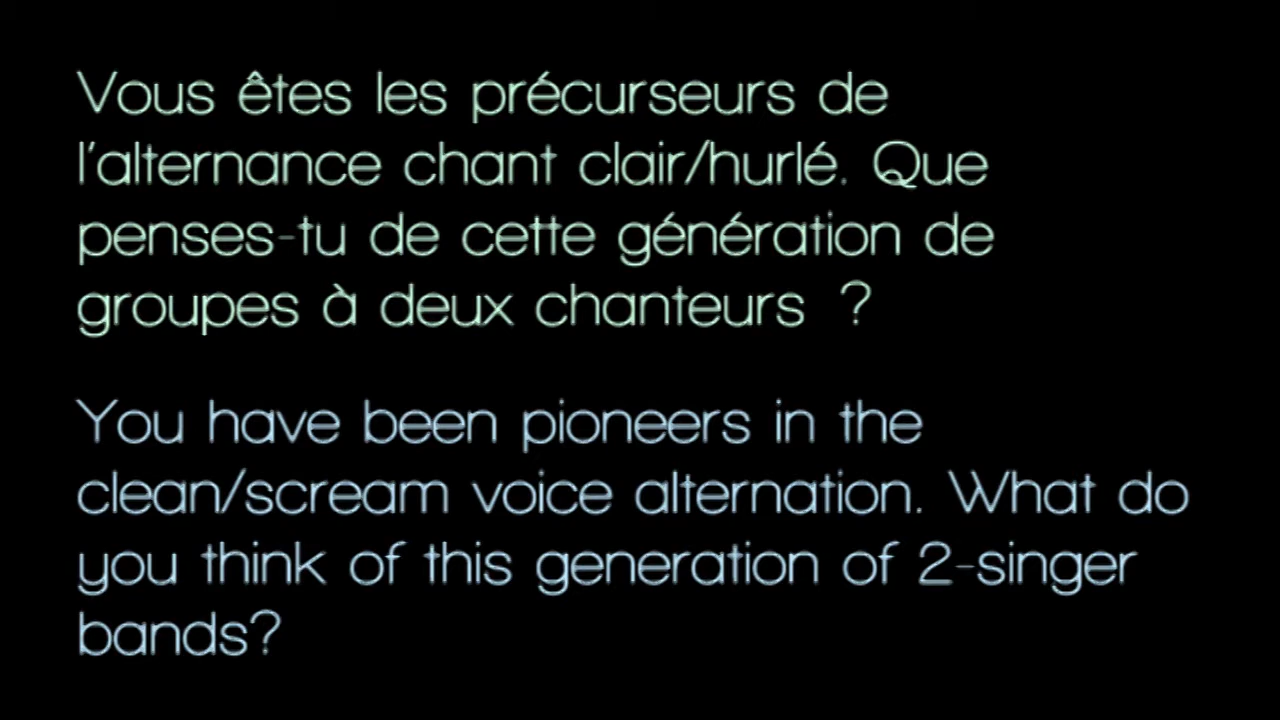 Vous êtes les précurseurs de
l'alternance chant clair/hurlé. Que
penses-tu de cette génération de
groupes à deux chanteurs ?
You have been pioneers in the
clean/scream voice alternation. What do
you think of this generation of 2-singer
bands?